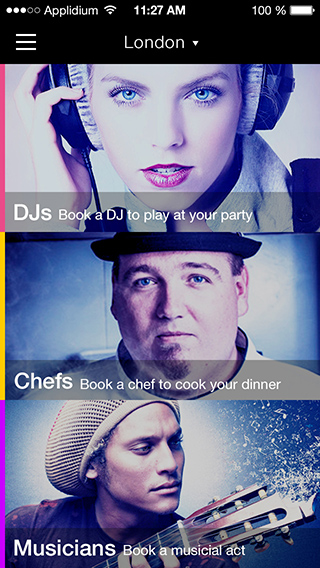 Applidium 11:27 AM 100 %
London
DJs Book a DJ to play at your party
Chefs Book a chef to cook your dinner
Musicians Book a musicial act